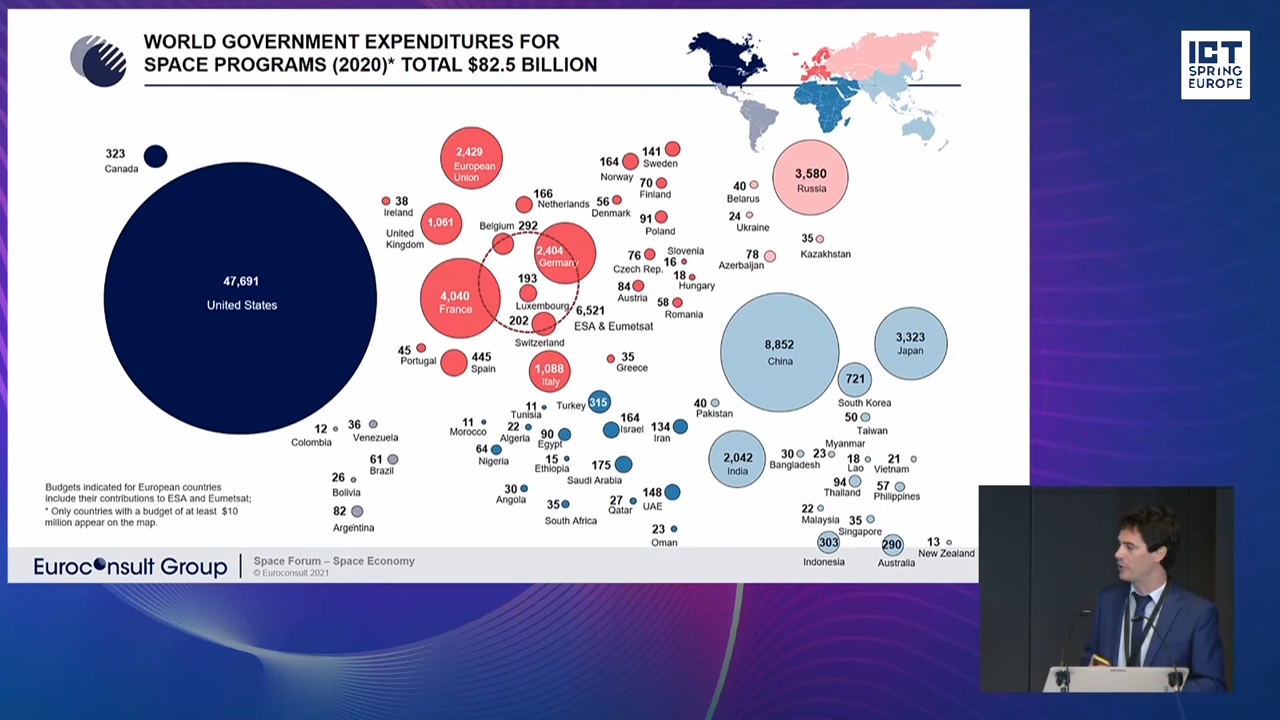 WORLD GOVERNMENT EXPENDITURES FOR
SPACE PROGRAMS (2020)* TOTAL $82.5 BILLION
ICT
SPRING
EUROPE
323
Canada
47,691
United States
2,429
European
Union
38
Ireland
1,061
United
Kingdom
166
Netherlands
Belgium 292
2,404
Germany
4,040
France
193
Luxembourg
202
Switzerland
6,521
ESA & Eumetsat
164
Norway
141
Sweden
70
Finland
56
Denmark
91
Poland
76
Czech Rep.
Slovenia
16
18
Hungary
84
Austria
58
Romania
45
Portugal
445
Spain
1,088
Italy
35
Greece
3,580
Russia
40
Belarus
24
Ukraine
35
Kazakhstan
78
Azerbaijan
8,852
China
3,323
Japan
721
South Korea
50
Taiwan
40
Pakistan
2,042
India
30
Bangladesh
Myanmar
23
18
Lao
21
Vietnam
94
Thailand
57
Philippines
22
Malaysia
35
Singapore
303
Indonesia
290
Australia
13
New Zealand
11
Tunisia
Turkey 315
11
Morocco
22
Algeria
90
Egypt
164
Israel
134
Iran
64
Nigeria
15
Ethiopia
175
Saudi Arabia
30
Angola
35
South Africa
27
Qatar
148
UAE
23
Oman
12
Colombia
36
Venezuela
61
Brazil
26
Bolivia
82
Argentina
Budgets indicated for European countries
include their contributions to ESA and Eumetsat;
* Only countries with a budget of at least $10
million appear on the map.
Euroconsult Group
Space Forum – Space Economy
© Euroconsult 2021